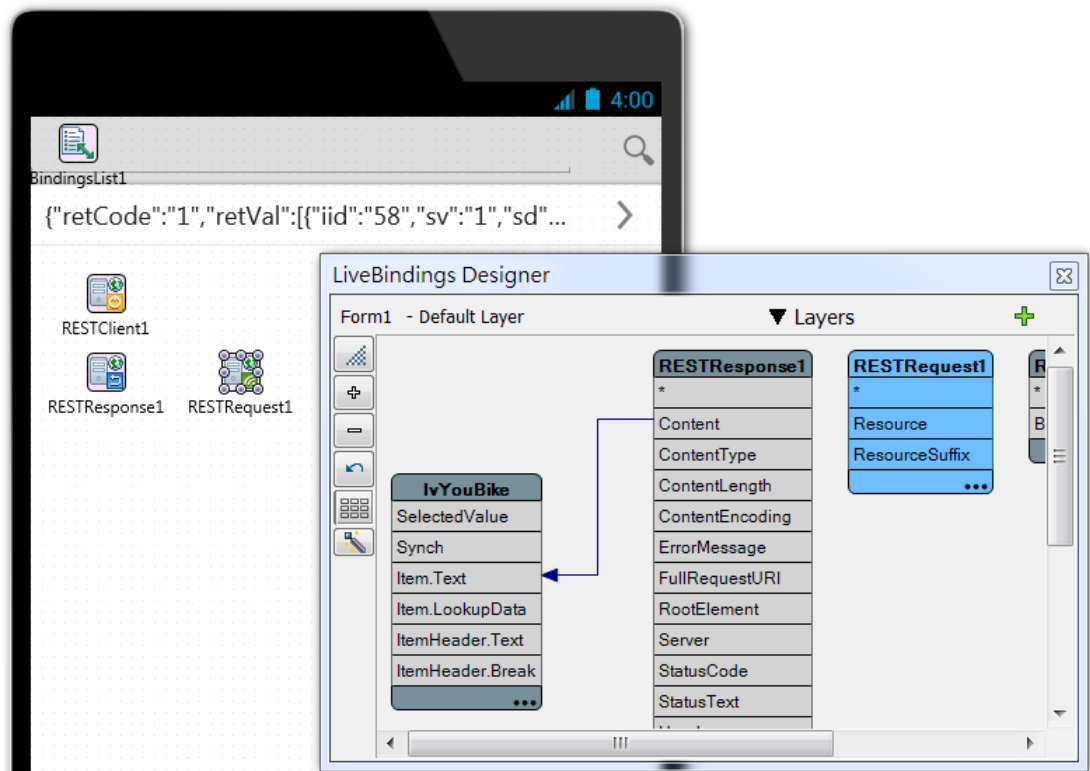 4:00
BindingsList1
{"retCode":"1","retVal":[{"iid":"58","sv":"1","sd"...
RESTClient1
RESTResponse1
RESTRequest1
LiveBindings Designer
Form1 - Default Layer
Layers
lvYouBike
SelectedValue
Synch
Item.Text
Item.LookupData
ItemHeader.Text
ItemHeader.Break
RESTResponse1
*
Content
ContentType
ContentLength
ContentEncoding
ErrorMessage
FullRequestURI
RootElement
Server
StatusCode
StatusText
RESTRequest1
*
Resource
ResourceSuffix
R
*
B